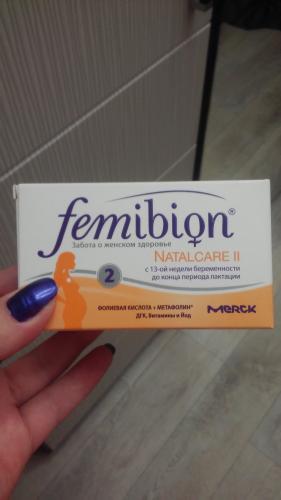 femibion®
Забота о женском здоровье
NATALCARE II
с 13-ой недели беременности
до конца периода лактации
2
ФОЛИЕВАЯ КИСЛОТА + МЕТАФОЛИН®
ДГК, Витамины и Йод
MERCK